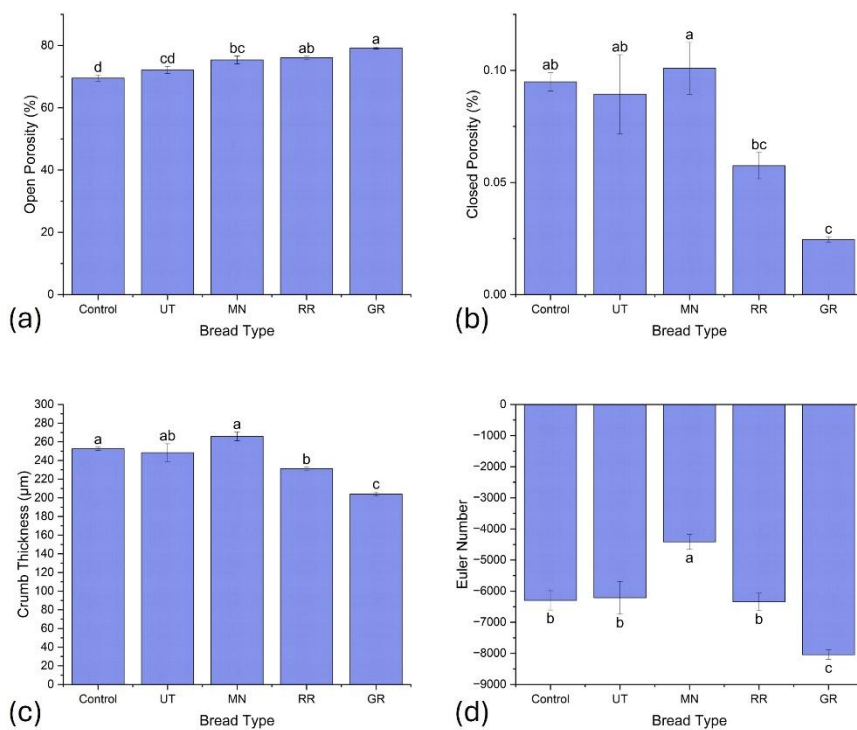 Open Porosity (%)
80
60
40
20
0
d
cd
bc
ab
a
Control
UT
MN
RR
GR
Bread Type
(a)
Closed Porosity (%)
0.10
0.05
0.00
ab
ab
a
bc
c
Control
UT
MN
RR
GR
Bread Type
(b)
Crumb Thickness (μm)
300
280
260
240
220
200
180
160
140
120
100
80
60
40
20
0
a
ab
a
b
c
Control
UT
MN
RR
GR
Bread Type
(c)
Euler Number
0
−1000
−2000
−3000
−4000
−5000
−6000
−7000
−8000
−9000
b
b
a
b
c
Control
UT
MN
RR
GR
Bread Type
(d)